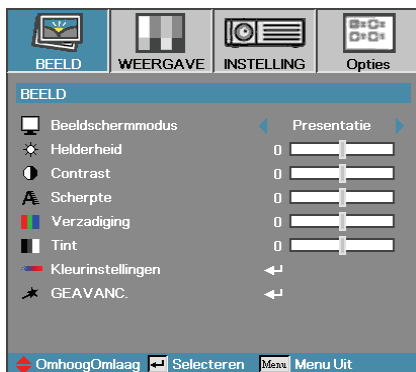 BEELD WEERGAVE INSTELLING Opties
BEELD
Beeldschermmodus Presentatie
Helderheid 0
Contrast 0
Scherpte 0
Verzadiging 0
Tint 0
Kleurinstellingen
GEAVANC.
OmhoogOmlaag Selecteren Menu Menu Uit